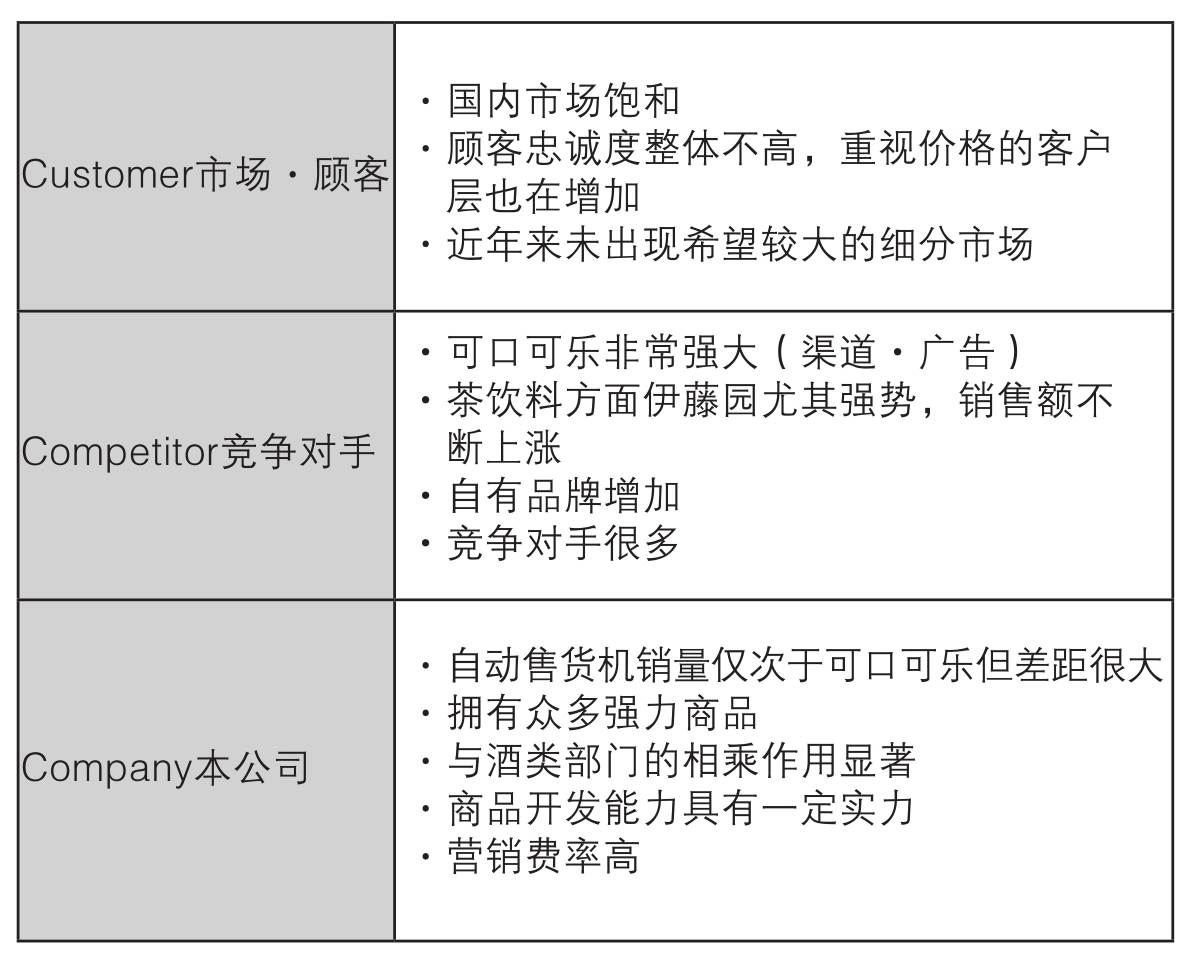 Customer市场・顾客
・国内市场饱和
・顾客忠诚度整体不高，重视价格的客户
层也在增加
・近年来未出现希望较大的细分市场
Competitor竞争对手
・可口可乐非常强大（渠道・广告）
・茶饮料方面伊藤园尤其强势，销售额不
断上涨
・自有品牌增加
・竞争对手很多
Company本公司
・自动售货机销量仅次于可口可乐但差距很大
・拥有众多强力商品
・与酒类部门的相乘作用显著
・商品开发能力具有一定实力
・营销费率高